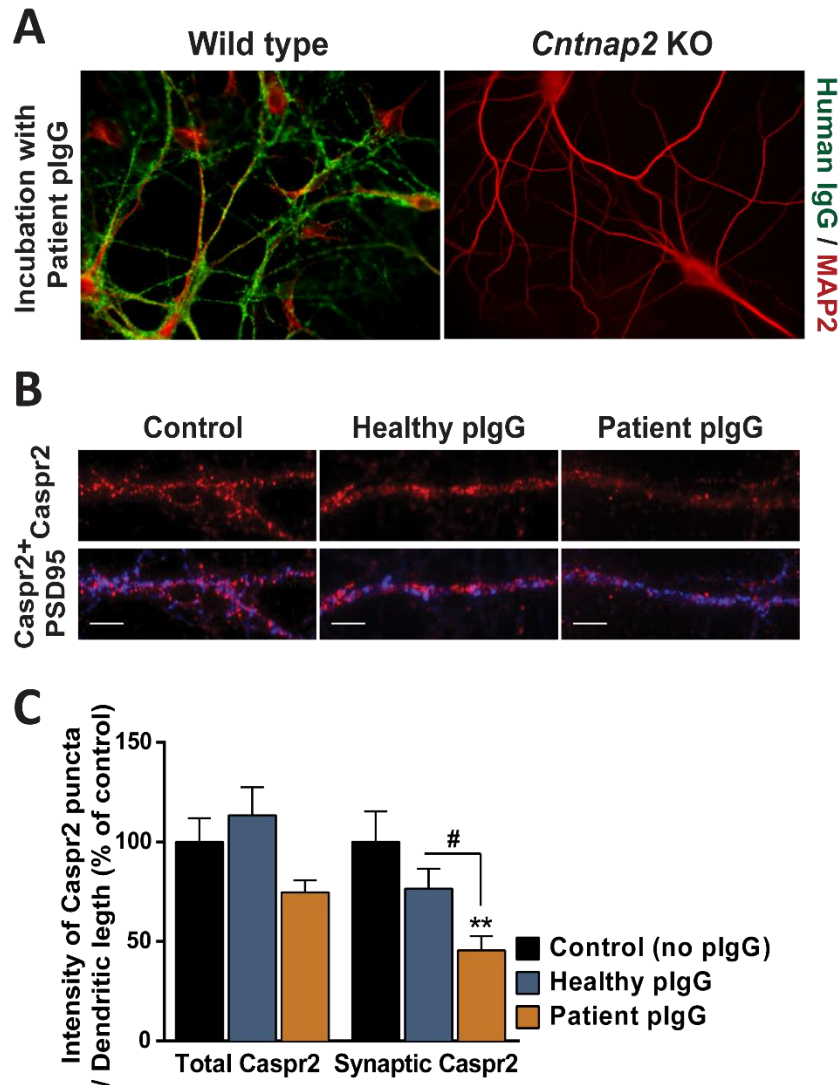 A
Wild type
Cntnap2 KO
Incubation with
Patient pIgG
Human IgG / MAP2
B
Control
Healthy pIgG
Patient pIgG
Caspr2
Caspr2+
PSD95
C
Intensity of Caspr2 puncta
/ Dendritic legth (% of control)
150
100
50
0
#
**
Total Caspr2
Synaptic Caspr2
Control (no pIgG)
Healthy pIgG
Patient pIgG